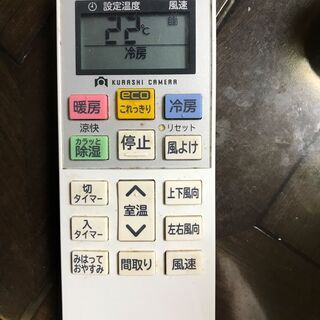 設定温度 風速
22℃
冷房
KURASHI CAMERA
暖房
eco
これっきり
冷房
涼快
カラッと
除湿
停止
リセット
風よけ
切
タイマー
室温
上下風向
入
タイマー
左右風向
みはって
おやすみ
間取り
風速